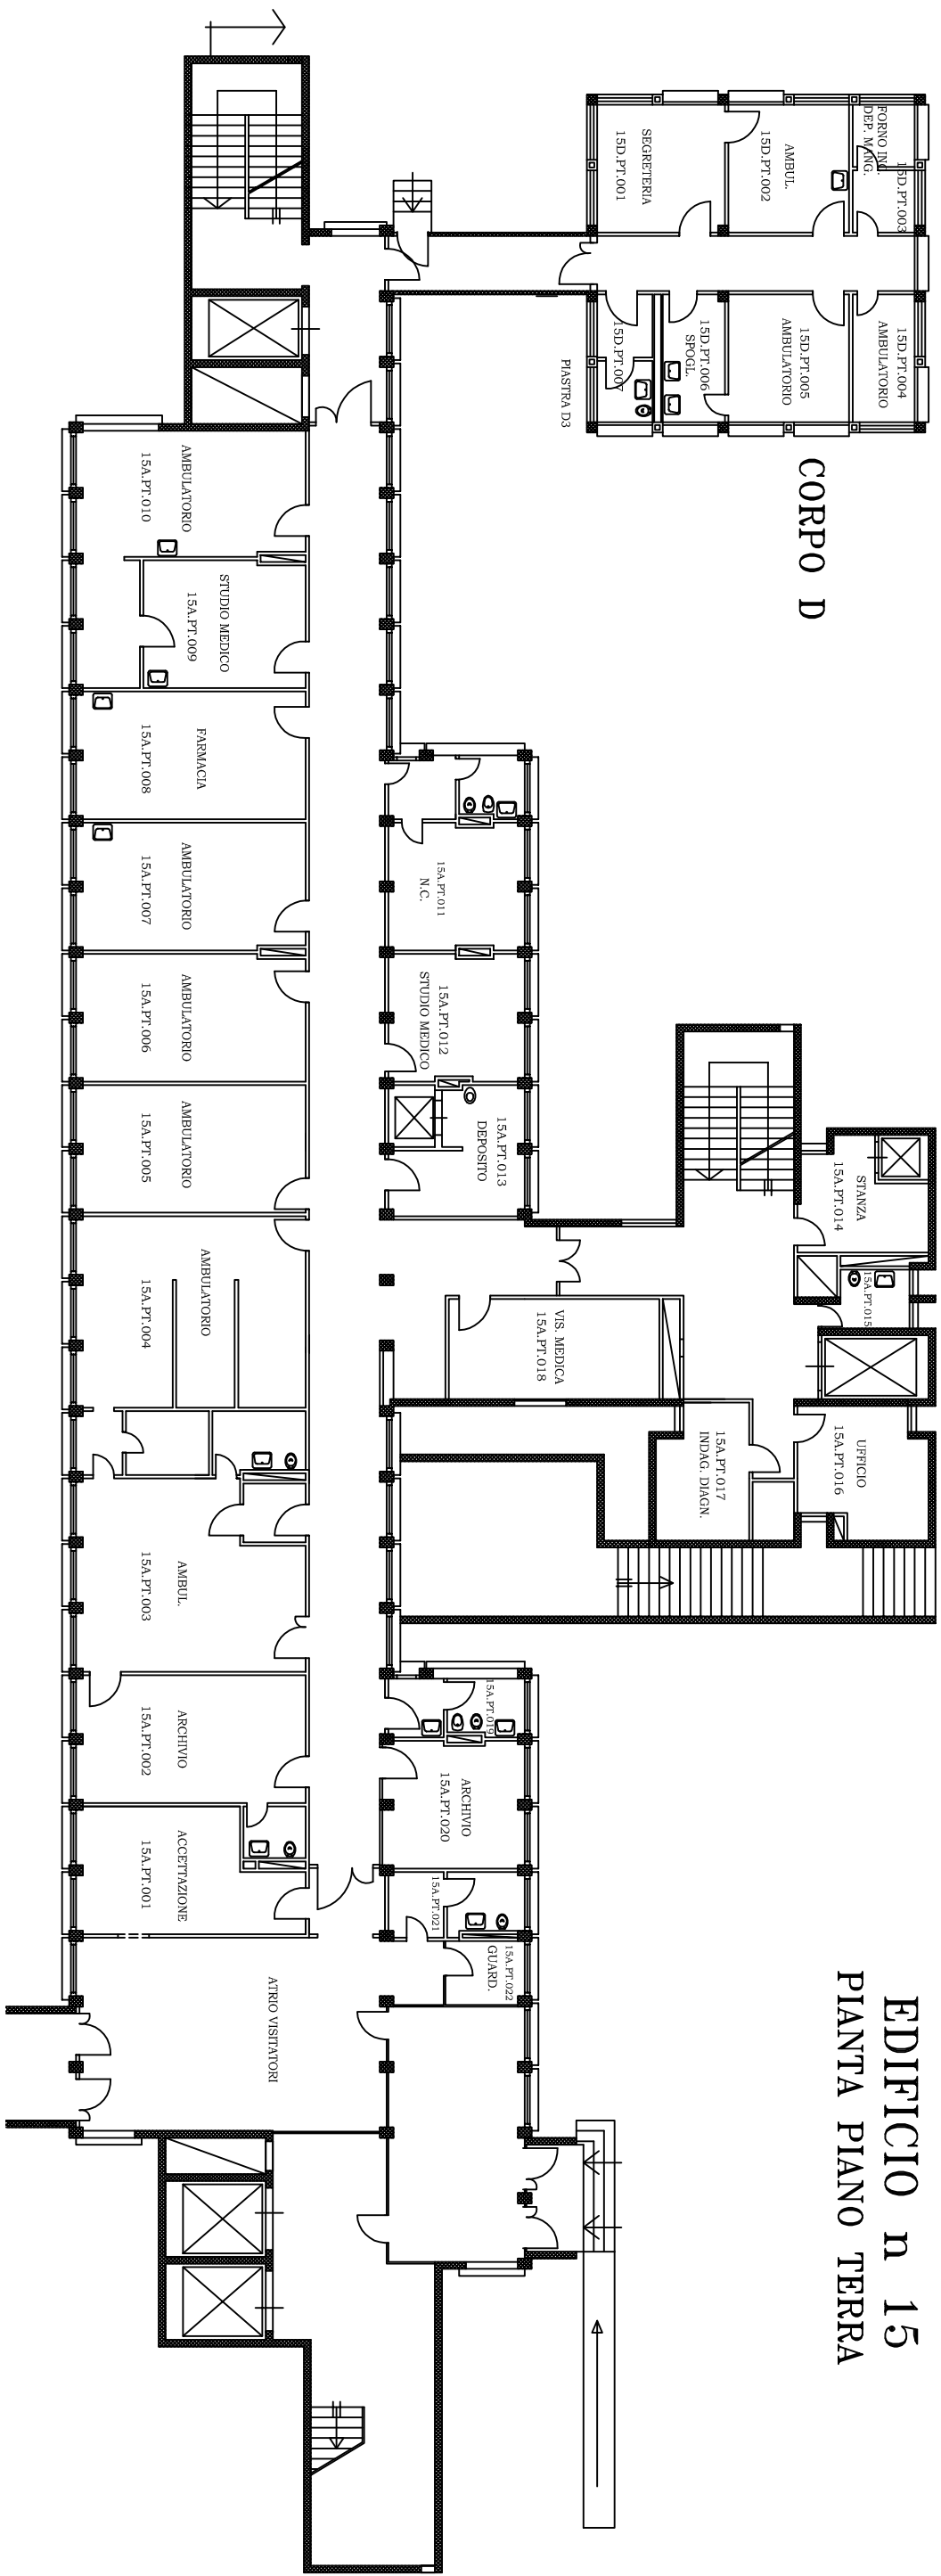 EDIFICIO n 15
PIANTA PIANO TERRA
CORPO D
FORNO INC.
DEP. MANG.
15D.PT.003
AMBUL.
15D.PT.002
SEGRETERIA
15D.PT.001
15D.PT.004
AMBULATORIO
15D.PT.005
AMBULATORIO
15D.PT.006
SPOGL.
15D.PT.007
PIASTRA D3
STANZA
15A.PT.014
15A.PT.015
UFFICIO
15A.PT.016
15A.PT.017
INDAG. DIAGN.
VIS. MEDICA
15A.PT.018
15A.PT.011
N.C.
15A.PT.012
STUDIO MEDICO
15A.PT.013
DEPOSITO
15A.PT.019
ARCHIVIO
15A.PT.020
15A.PT.021
15A.PT.022
GUARD.
AMBULATORIO
15A.PT.010
STUDIO MEDICO
15A.PT.009
FARMACIA
15A.PT.008
AMBULATORIO
15A.PT.007
AMBULATORIO
15A.PT.006
AMBULATORIO
15A.PT.005
AMBULATORIO
15A.PT.004
AMBUL.
15A.PT.003
ARCHIVIO
15A.PT.002
ACCETTAZIONE
15A.PT.001
ATRIO VISITATORI